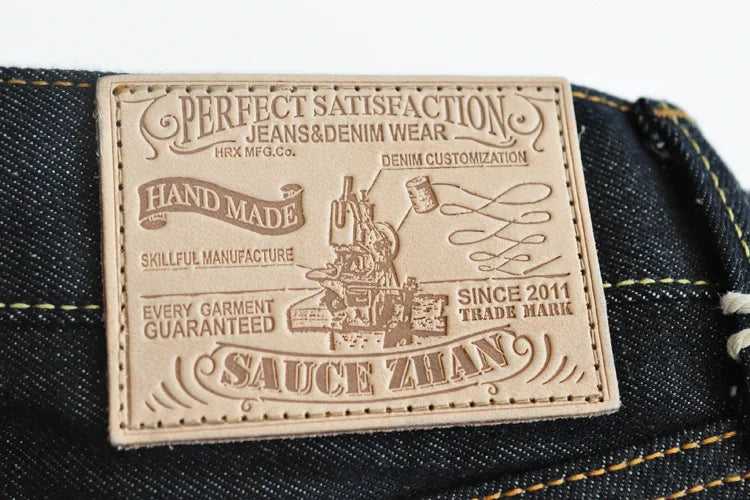 PERFECT SATISFACTION
JEANS&DENIM WEAR
HRX MFG.Co.
DENIM CUSTOMIZATION
HAND MADE
SKILLFUL MANUFACTURE
EVERY GARMENT
GUARANTEED
SINCE 2011
TRADE MARK
SAUCE ZHAN